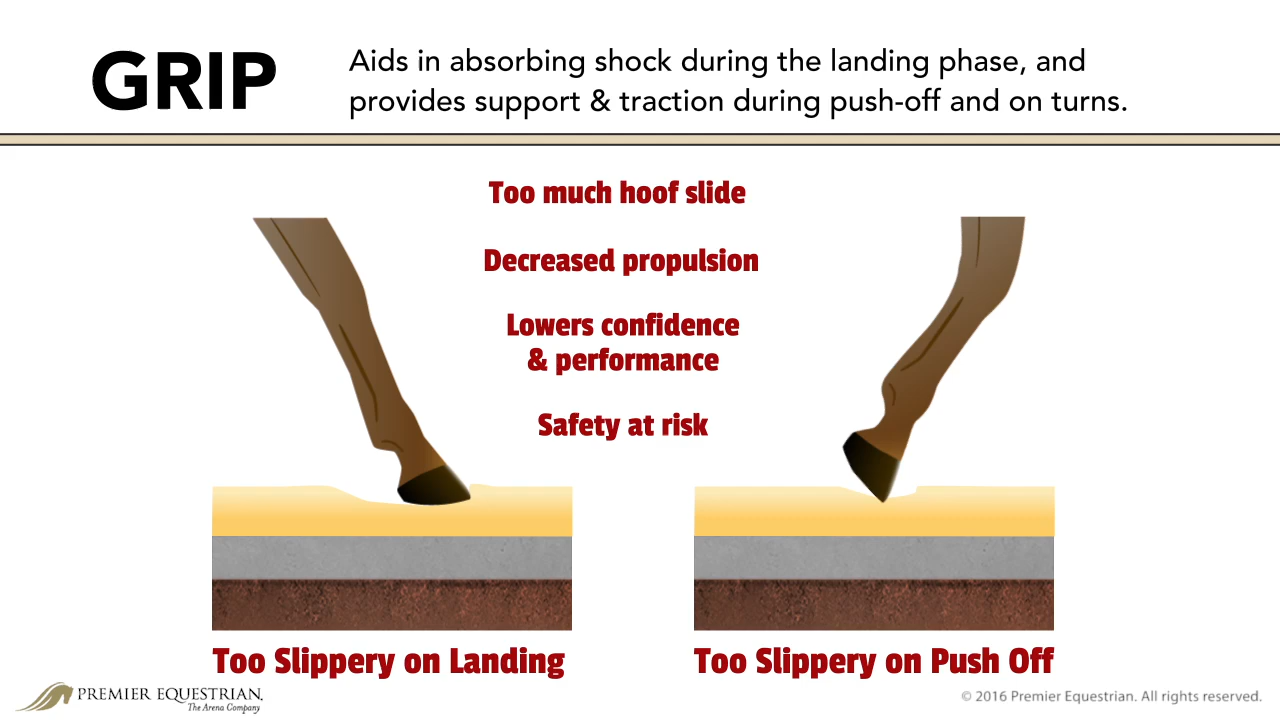 GRIP
Aids in absorbing shock during the landing phase, and
provides support & traction during push-off and on turns.
Too much hoof slide
Decreased propulsion
Lowers confidence
& performance
Safety at risk
Too Slippery on Landing
Too Slippery on Push Off
PREMIER EQUESTRIAN.
The Arena Company
© 2016 Premier Equestrian. All rights reserved.